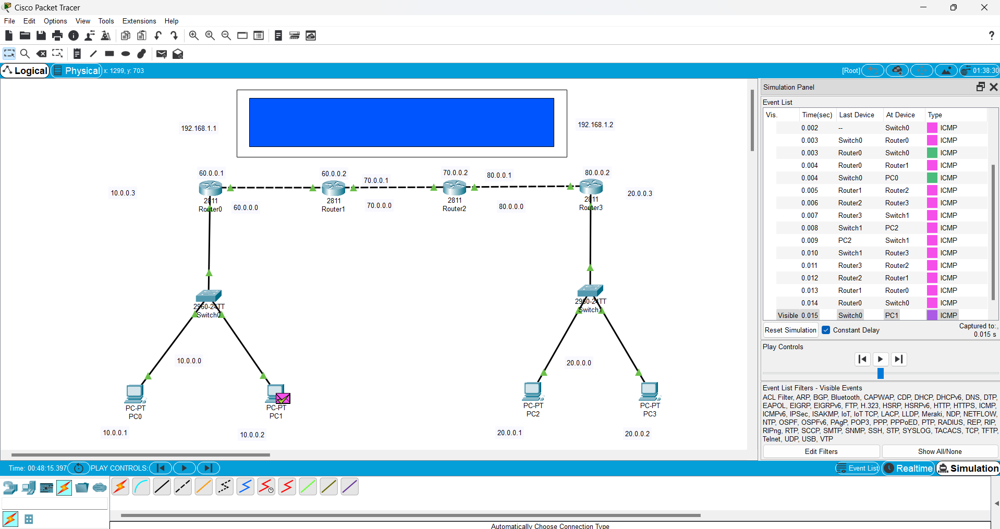 Cisco Packet Tracer
File Edit Options View Tools Extensions Help
?
Logical Physical x: 1299, y: 703 [Root] 01:38:30
Simulation Panel
Event List
Vis. Time(sec) Last Device At Device Type
0.002 -- Switch0 ICMP
0.003 Switch0 Router0 ICMP
0.003 Router0 Switch0 ICMP
0.004 Router0 Router1 ICMP
0.004 Switch0 PC0 ICMP
0.005 Router1 Router2 ICMP
0.006 Router2 Router3 ICMP
0.007 Router3 Switch1 ICMP
0.008 Switch1 PC2 ICMP
0.009 PC2 Switch1 ICMP
0.010 Switch1 Router3 ICMP
0.011 Router3 Router2 ICMP
0.012 Router2 Router1 ICMP
0.013 Router1 Router0 ICMP
0.014 Router0 Switch0 ICMP
Visible 0.015 Switch0 PC1 ICMP
Reset Simulation Constant Delay Captured to:
0.015 s
Play Controls
Event List Filters - Visible Events
ACL Filter, ARP, BGP, Bluetooth, CAPWAP, CDP, DHCP, DHCPv6, DNS, DTP,
EAPOL, EIGRP, EIGRPv6, FTP, H.323, HSRP, HSRPv6, HTTP, HTTPS, ICMP,
ICMPv6, IPSec, ISAKMP, IoT, IoT TCP, LACP, LLDP, Meraki, NDP, NETFLOW,
NTP, OSPF, OSPFv6, PAgP, POP3, PPP, PPPoED, PTP, RADIUS, REP, RIP,
RIPng, RTP, SCCP, SMTP, SNMP, SSH, STP, SYSLOG, TACACS, TCP, TFTP,
Telnet, UDP, USB, VTP
Edit Filters Show All/None
192.168.1.1
192.168.1.2
60.0.0.1
60.0.0.2
70.0.0.1
70.0.0.2
80.0.0.1
80.0.0.2
10.0.0.3
20.0.0.3
2811
Router0
60.0.0.0
2811
Router1
70.0.0.0
2811
Router2
80.0.0.0
2811
Router3
2960-24TT
Switch0
2960-24TT
Switch1
10.0.0.0
20.0.0.0
PC-PT
PC0
PC-PT
PC1
PC-PT
PC2
PC-PT
PC3
10.0.0.1
10.0.0.2
20.0.0.1
20.0.0.2
Time: 00:48:15.397 PLAY CONTROLS: Event List Realtime Simulation
Automatically Choose Connection Type